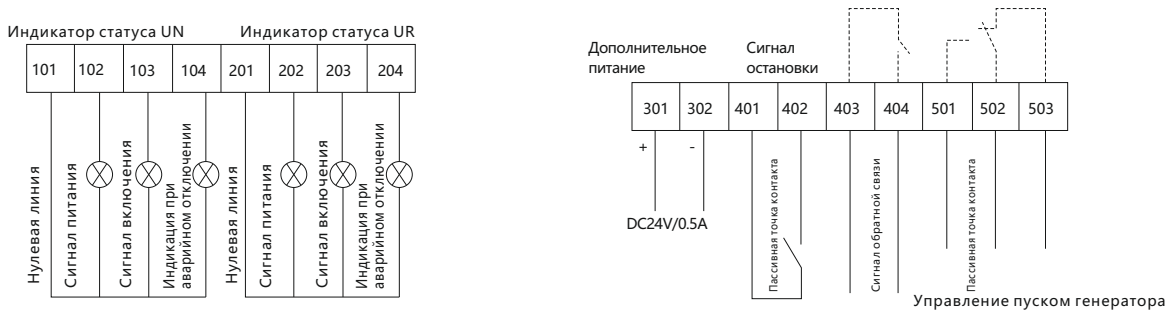 Индикатор статуса UN
Индикатор статуса UR
101 102 103 104 201 202 203 204
Нулевая линия
Сигнал питания
Сигнал включения
Индикация при
аварийном отключении
Нулевая линия
Сигнал питания
Сигнал включения
Индикация при
аварийном отключении
Дополнительное
питание
Сигнал
остановки
301 302 401 402 403 404 501 502 503
+ -
DC24V/0.5A
Пассивная точка контакта
Сигнал обратной связи
Пассивная точка контакта
Управление пуском генератора